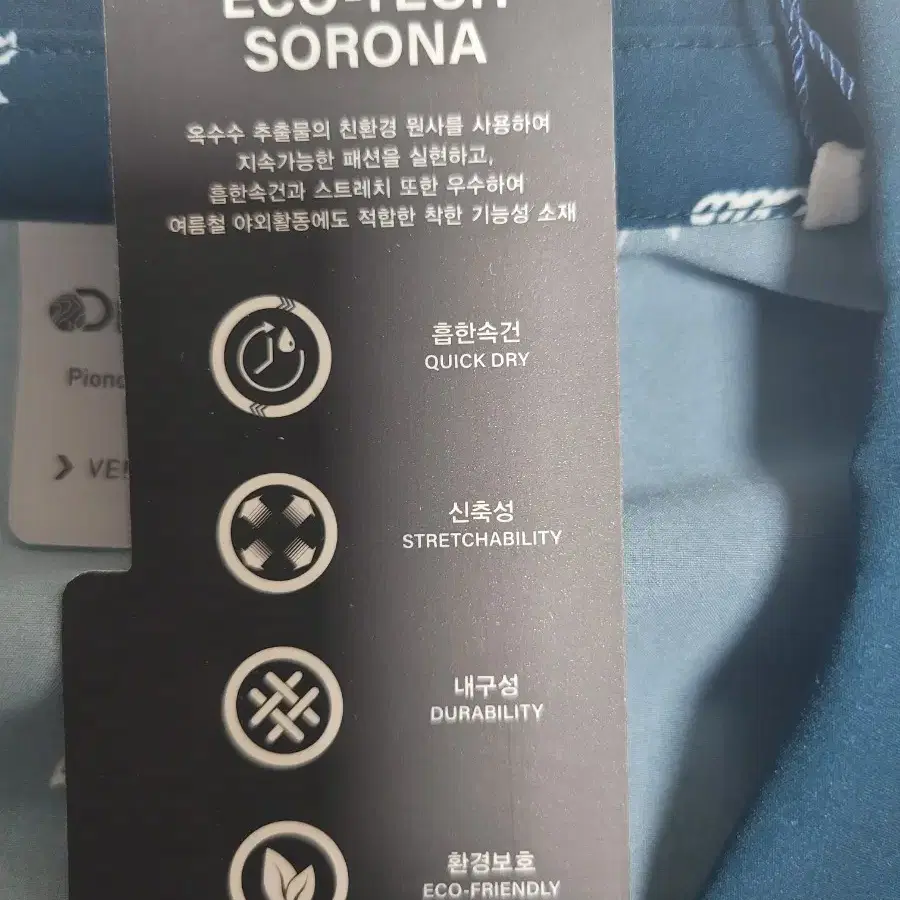 ECO-TECH
SORONA
옥수수 추출물의 친환경 원사를 사용하여
지속가능한 패션을 실현하고,
흡한속건과 스트레치 또한 우수하여
여름철 야외활동에도 적합한 착한 기능성 소재
흡한속건
QUICK DRY
신축성
STRETCHABILITY
내구성
DURABILITY
환경보호
ECO-FRIENDLY